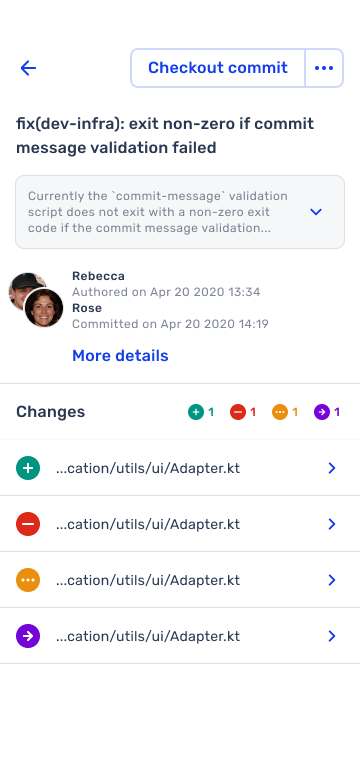 Checkout commit
fix(dev-infra): exit non-zero if commit
message validation failed
Currently the `commit-message` validation
script does not exit with a non-zero exit
code if the commit message validation...
Rebecca
Authored on Apr 20 2020 13:34
Rose
Committed on Apr 20 2020 14:19
More details
Changes 1 1 1 1
...cation/utils/ui/Adapter.kt
...cation/utils/ui/Adapter.kt
...cation/utils/ui/Adapter.kt
...cation/utils/ui/Adapter.kt